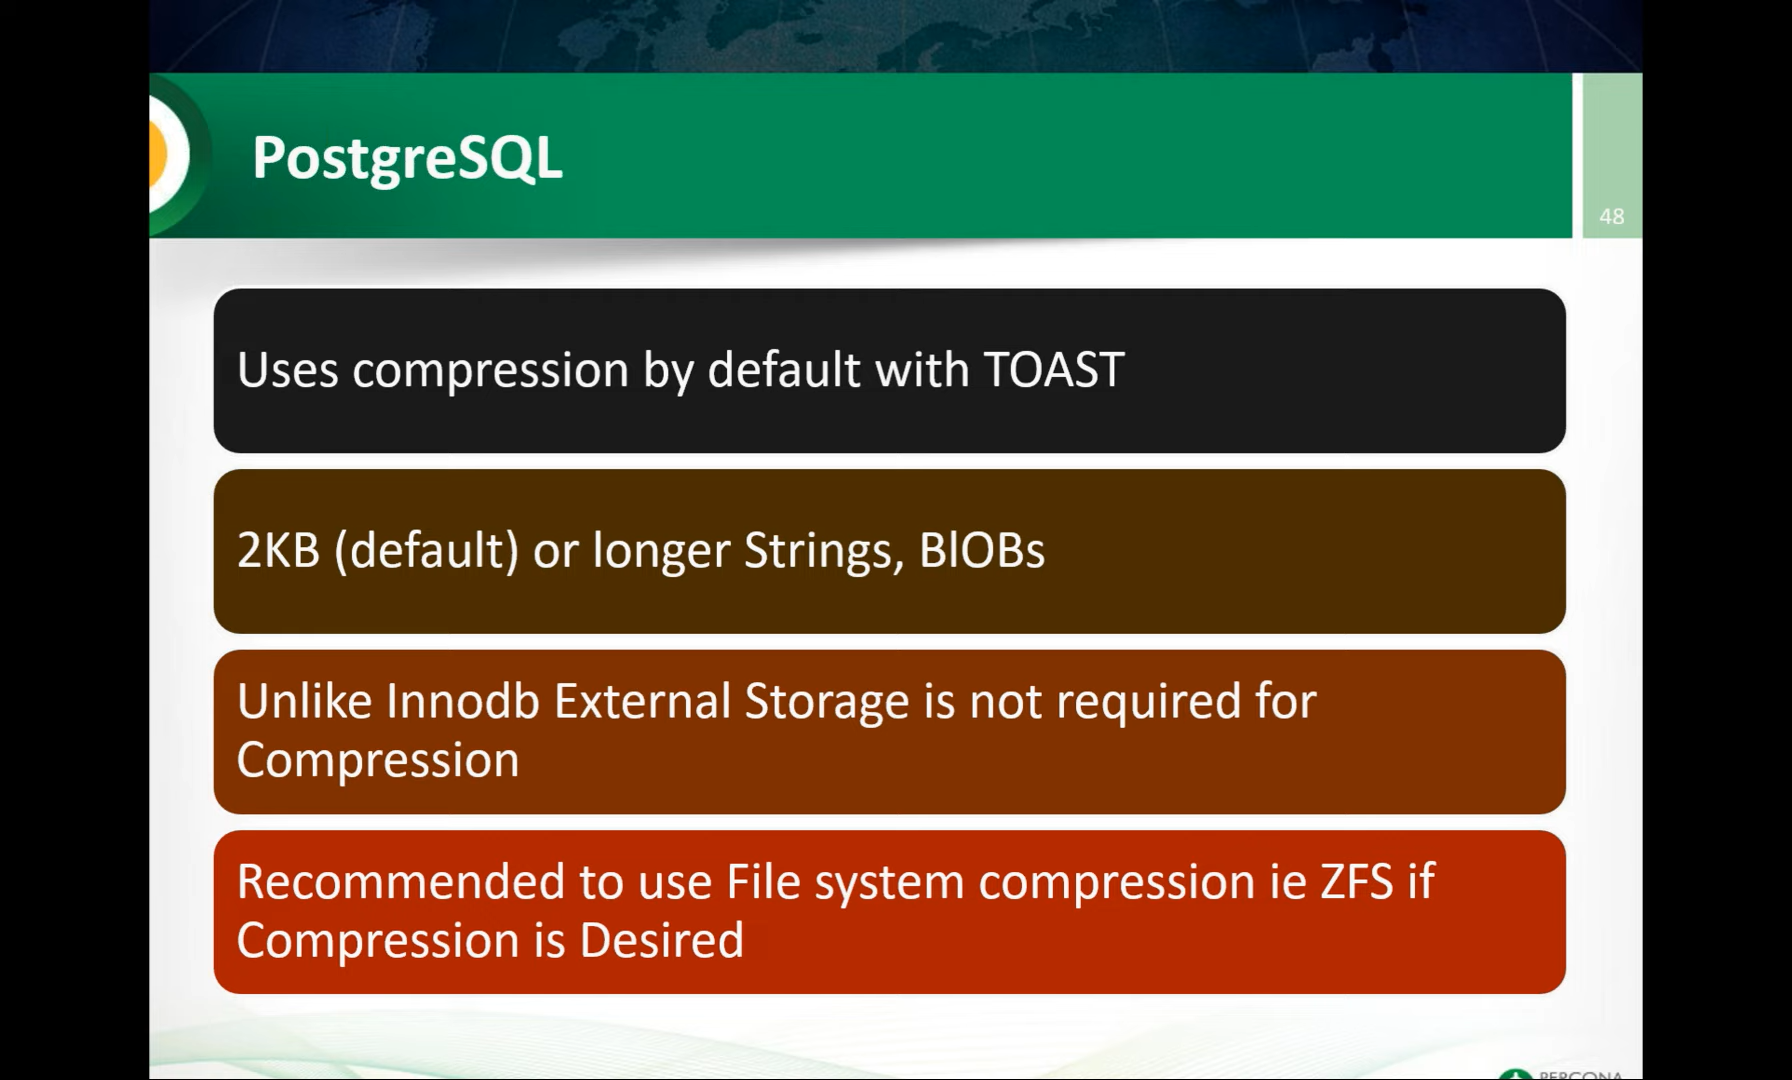 PostgreSQL
48
Uses compression by default with TOAST
2KB (default) or longer Strings, BlOBs
Unlike Innodb External Storage is not required for
Compression
Recommended to use File system compression ie ZFS if
Compression is Desired
PERCONA